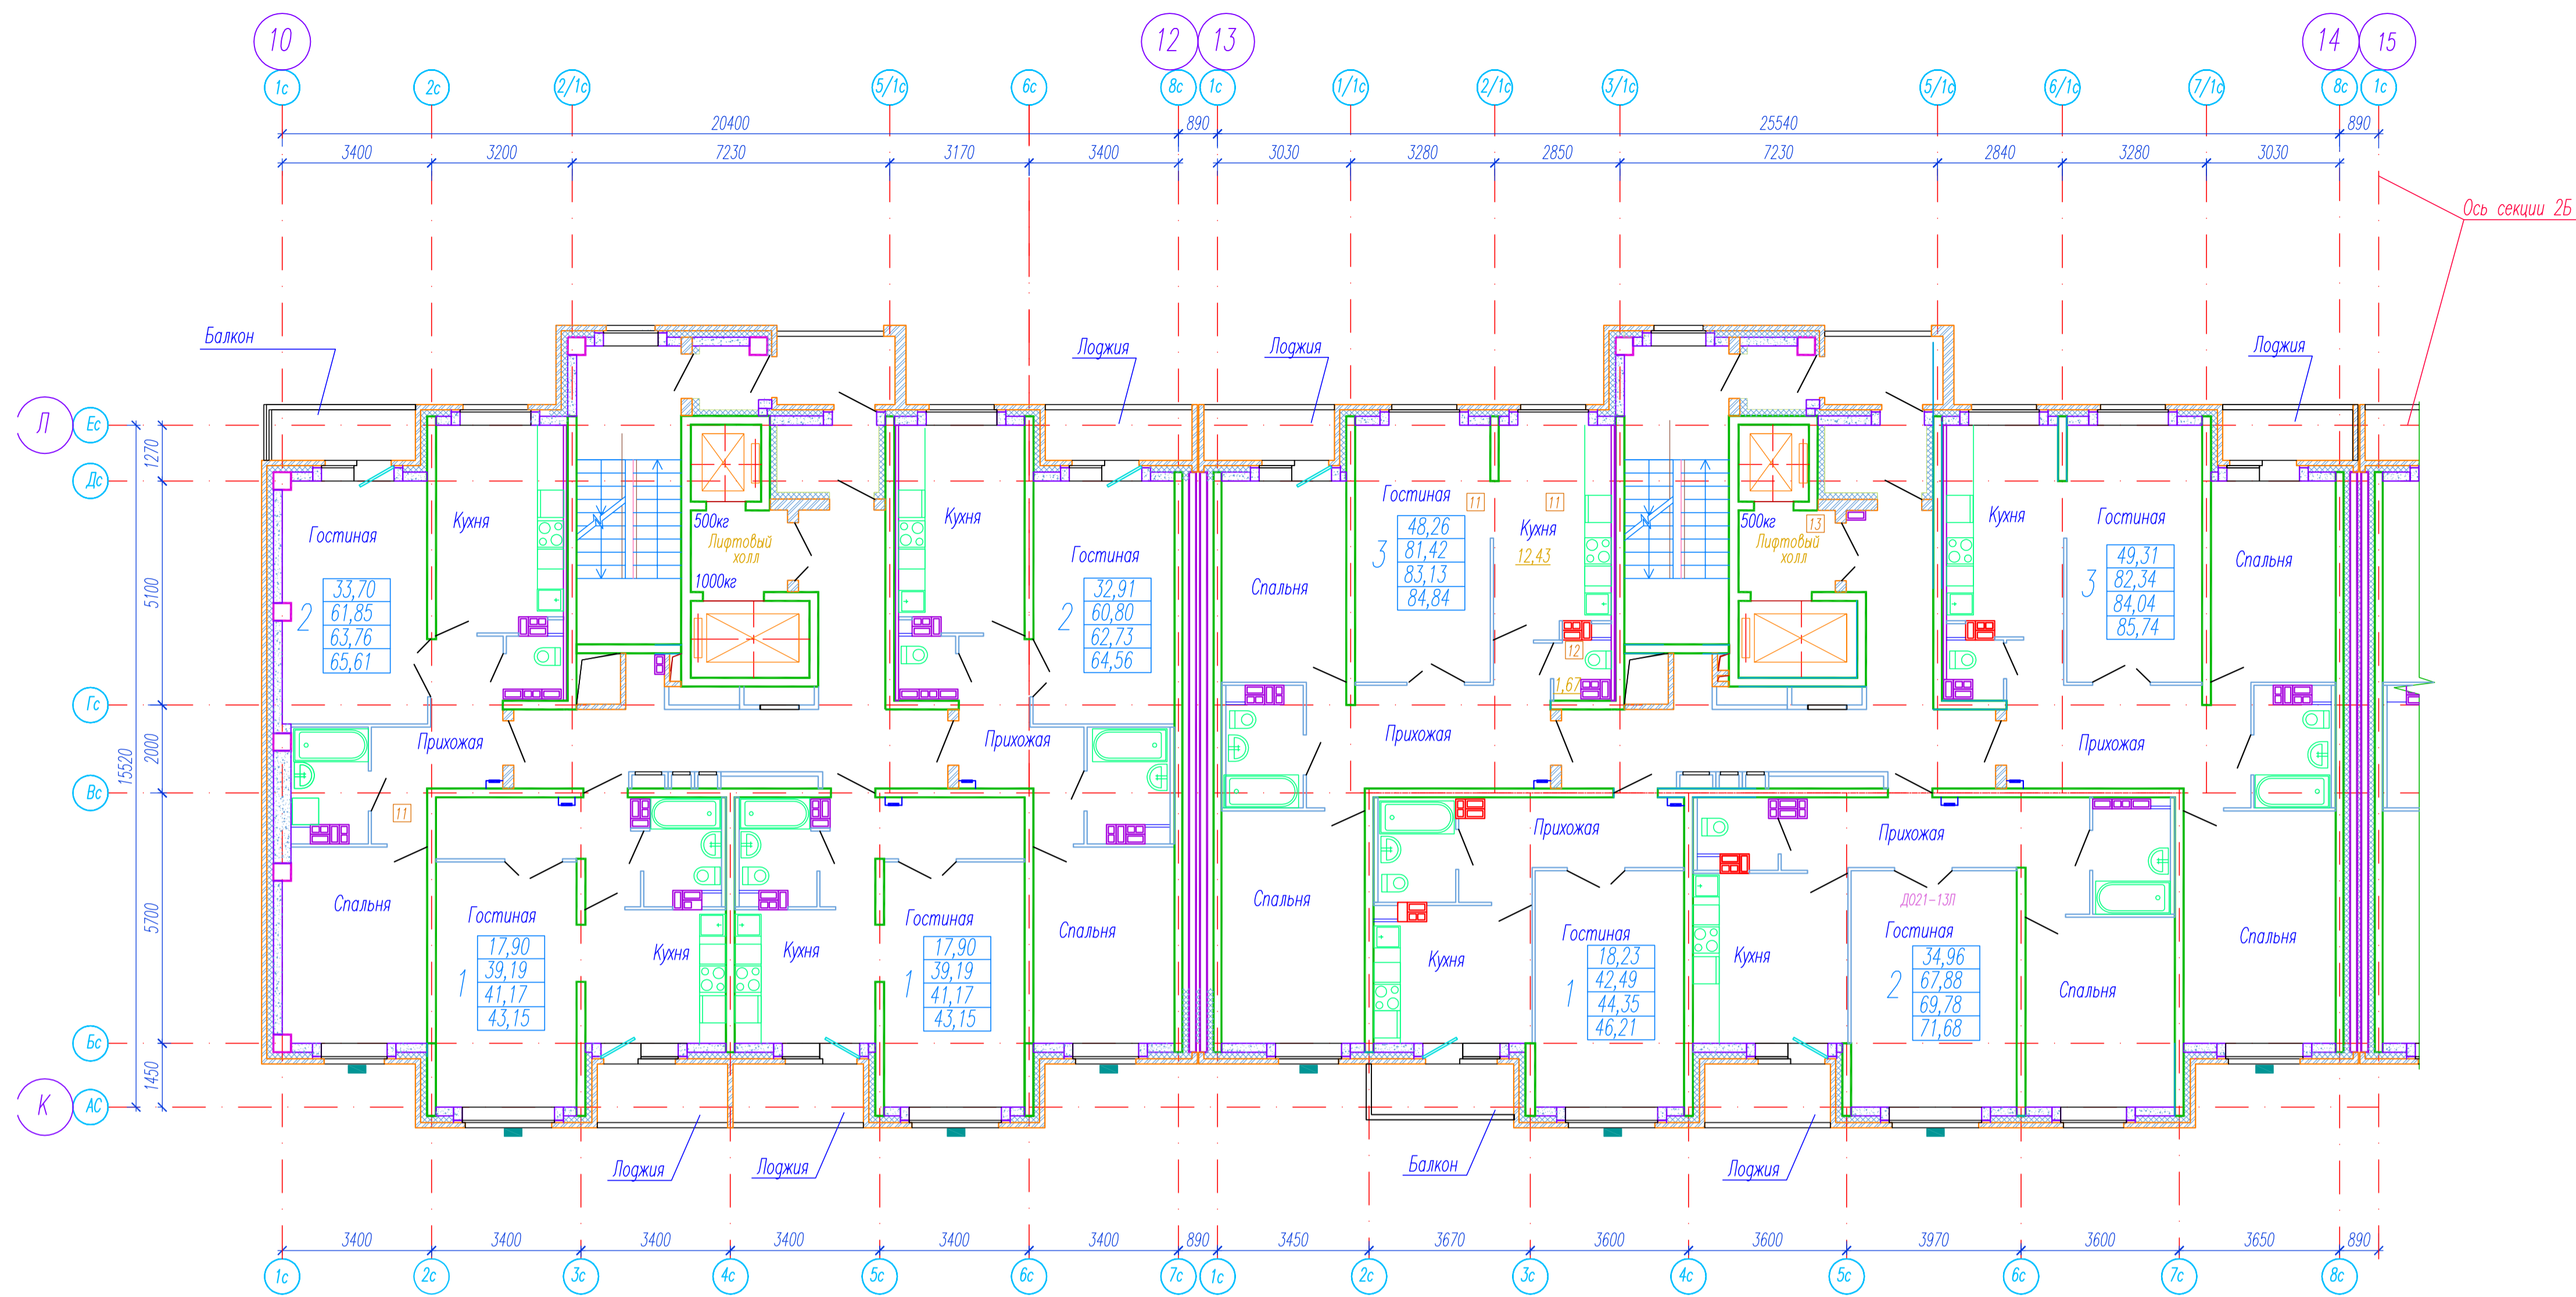 10
12
13
14
15
1с
2с
2/1с
5/1с
6с
8с
1с
1/1с
2/1с
3/1с
5/1с
6/1с
7/1с
8с
1с
20400
890
25540
890
3400
3200
7230
3170
3400
3030
3280
2850
7230
2840
3280
3030
Ось секции 2Б
Балкон
Лоджия
Лоджия
Лоджия
Л
Ес
Дс
Гс
Вс
Бс
К
АС
15520
1270
5100
2000
5700
1450
Гостиная
2
33,70
61,85
63,76
65,61
Кухня
500кг
Лифтовый
холл
1000кг
Кухня
Гостиная
2
32,91
60,80
62,73
64,56
Прихожая
Прихожая
11
Спальня
Гостиная
1
17,90
39,19
41,17
43,15
Кухня
Кухня
Гостиная
1
17,90
39,19
41,17
43,15
Спальня
Спальня
Гостиная
11
3
48,26
81,42
83,13
84,84
11
Кухня
12,43
12
1,67
500кг
13
Лифтовый
холл
Кухня
Гостиная
3
49,31
82,34
84,04
85,74
Спальня
Прихожая
Прихожая
Спальня
Прихожая
Кухня
Гостиная
1
18,23
42,49
44,35
46,21
Прихожая
Кухня
ДО21-13Л
Гостиная
2
34,96
67,88
69,78
71,68
Спальня
Спальня
Лоджия
Лоджия
Балкон
Лоджия
3400
3400
3400
3400
3400
3400
890
3450
3670
3600
3600
3970
3600
3650
890
1с
2с
3с
4с
5с
6с
7с
1с
2с
3с
4с
5с
6с
7с
8с